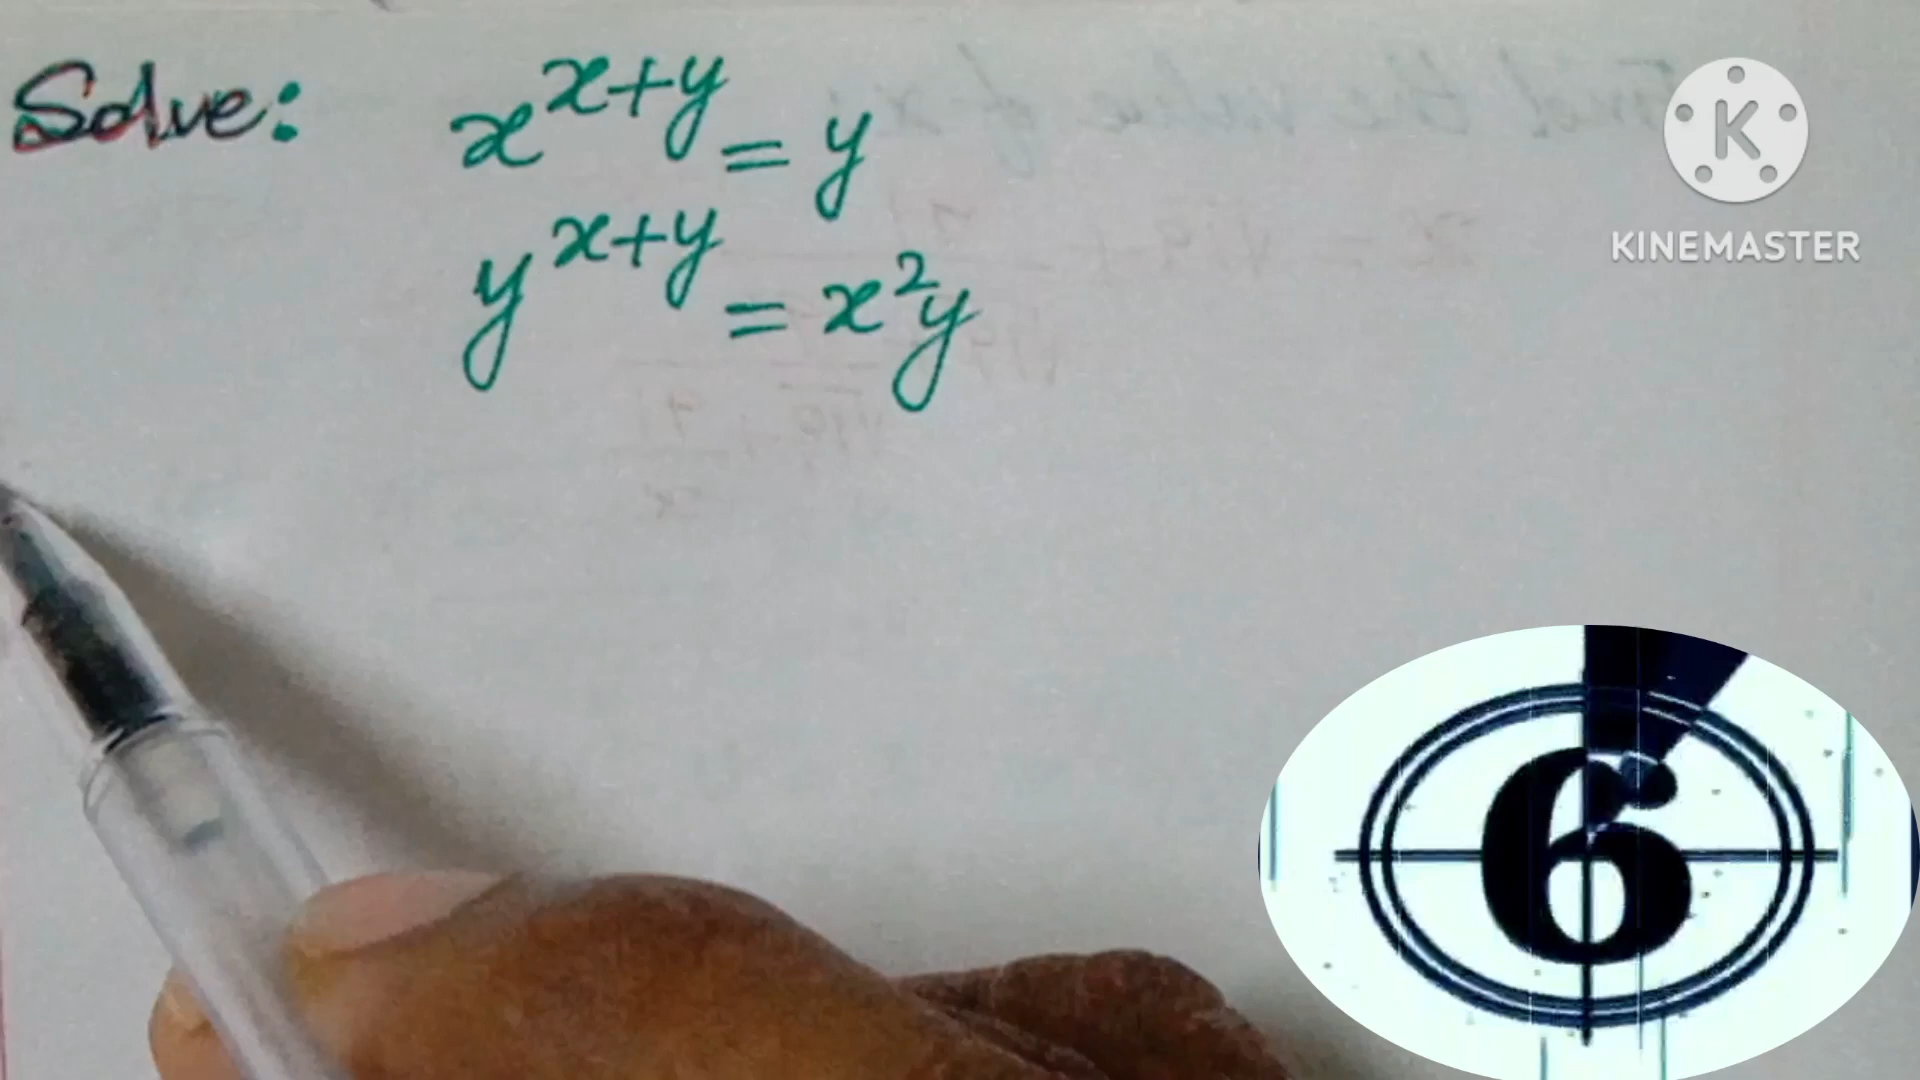 Solve: x^{x+y} = y
y^{x+y} = x²y
KINEMASTER
6